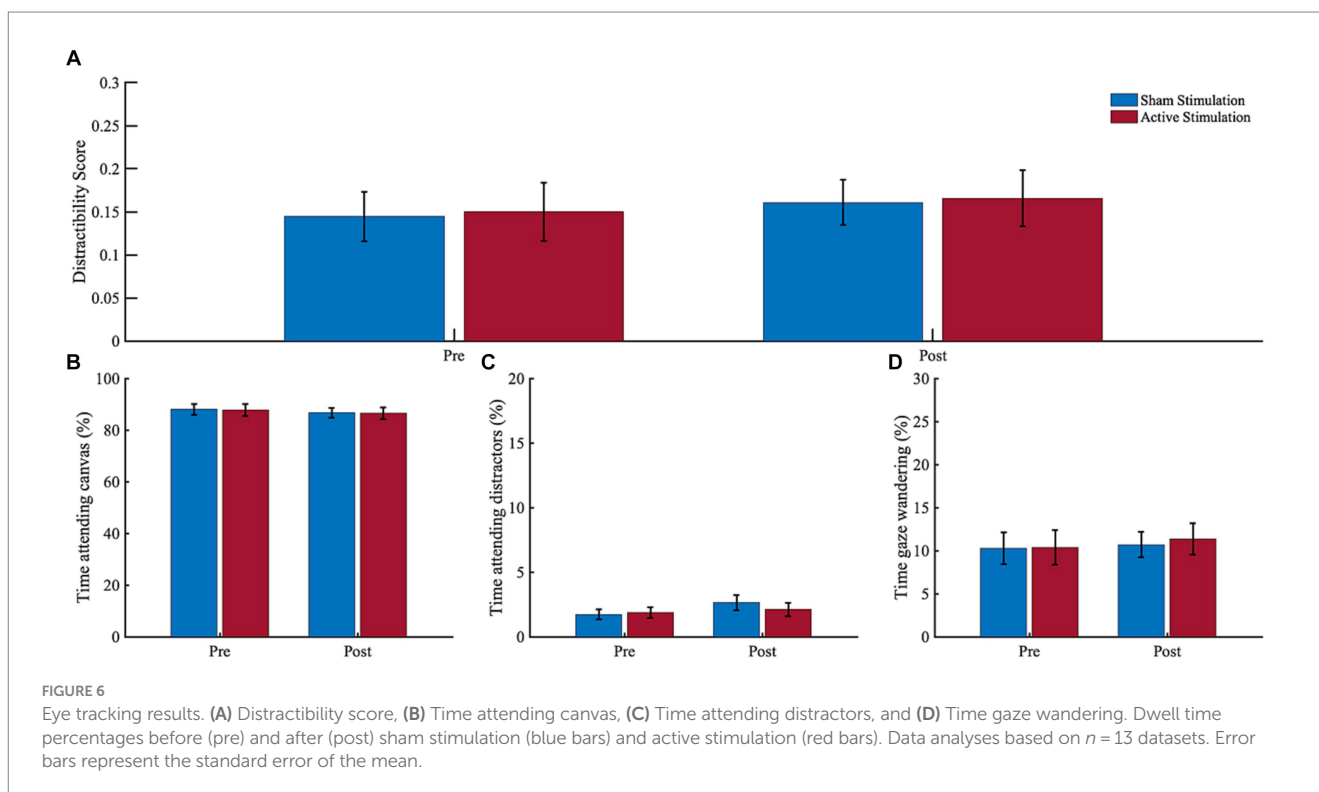 A
0.3
0.25
0.2
0.15
0.1
0.05
0
Distractibility Score
Sham Stimulation
Active Stimulation
Pre
Post
B
100
80
60
40
20
0
Time attending canvas (%)
Pre
Post
C
20
15
10
5
0
Time attending distractors (%)
Pre
Post
D
30
25
20
15
10
5
0
Time gaze wandering (%)
Pre
Post
FIGURE 6
Eye tracking results. (A) Distractibility score, (B) Time attending canvas, (C) Time attending distractors, and (D) Time gaze wandering. Dwell time
percentages before (pre) and after (post) sham stimulation (blue bars) and active stimulation (red bars). Data analyses based on n = 13 datasets. Error
bars represent the standard error of the mean.